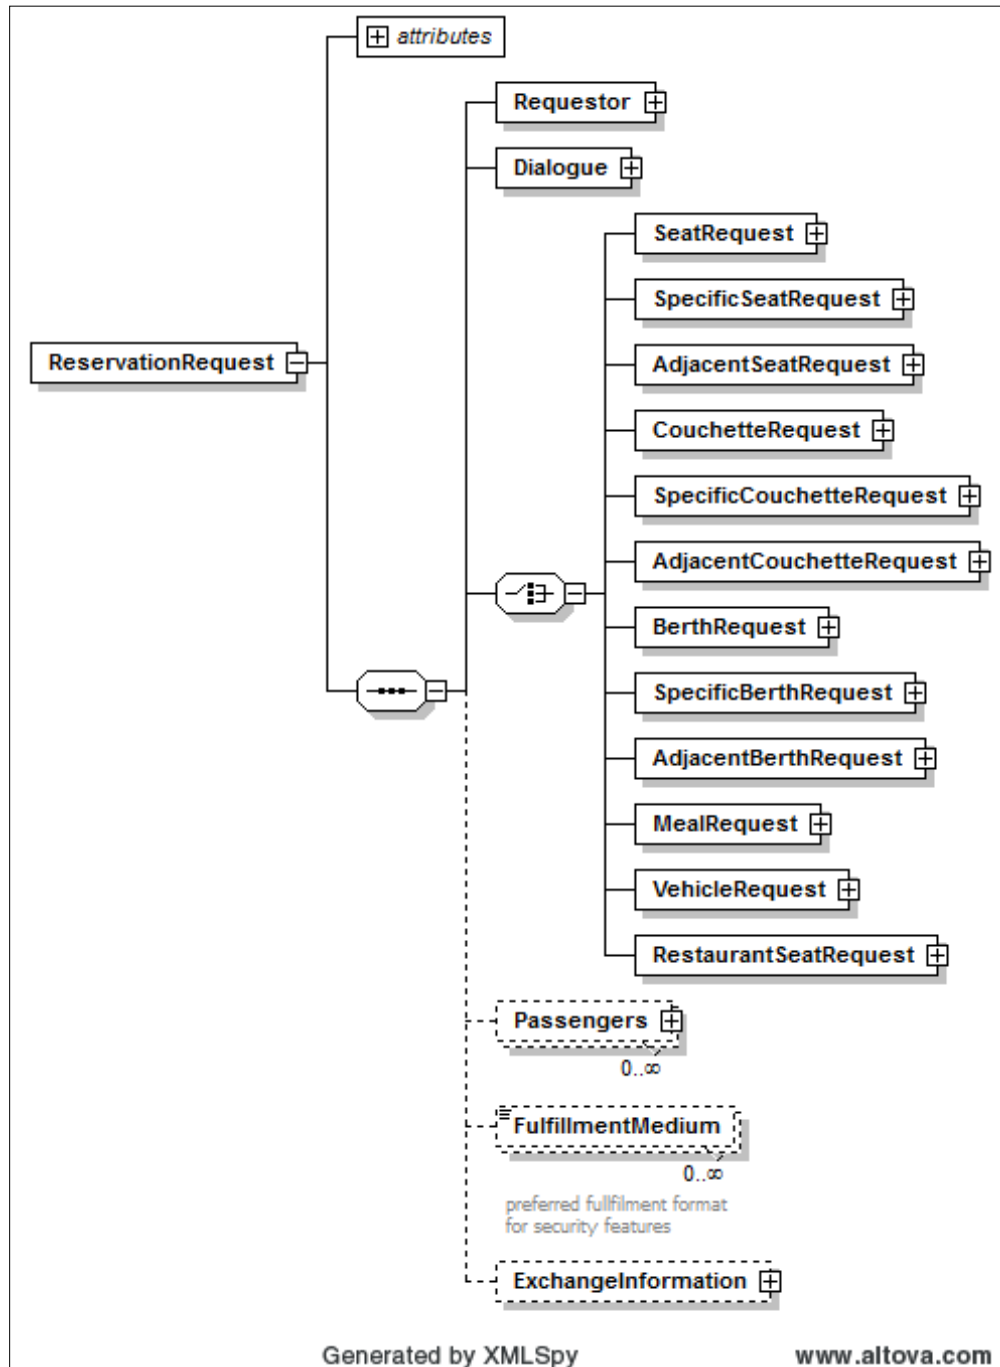 attributes
Requestor
Dialogue
SeatRequest
SpecificSeatRequest
AdjacentSeatRequest
ReservationRequest
CouchetteRequest
SpecificCouchetteRequest
AdjacentCouchetteRequest
BerthRequest
SpecificBerthRequest
AdjacentBerthRequest
MealRequest
VehicleRequest
RestaurantSeatRequest
Passengers
0..∞
FulfillmentMedium
0..∞
preferred fullfilment format
for security features
ExchangeInformation
Generated by XMLSpy www.altova.com